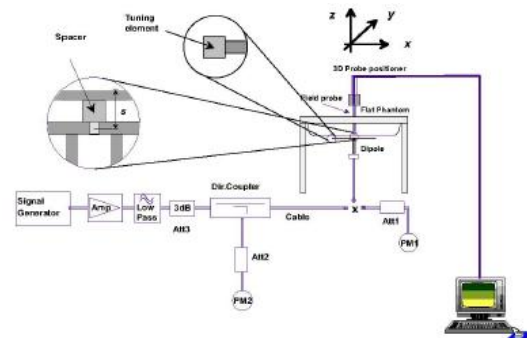 Tuning
element
Spacer
s
z
y
x
3D Probe positioner
Field probe
Flat Phantom
Dipole
Dir.Coupler
Signal
Generator
Amp
Low
Pass
3dB
Att3
Cable
x
Att1
PM1
Att2
PM2